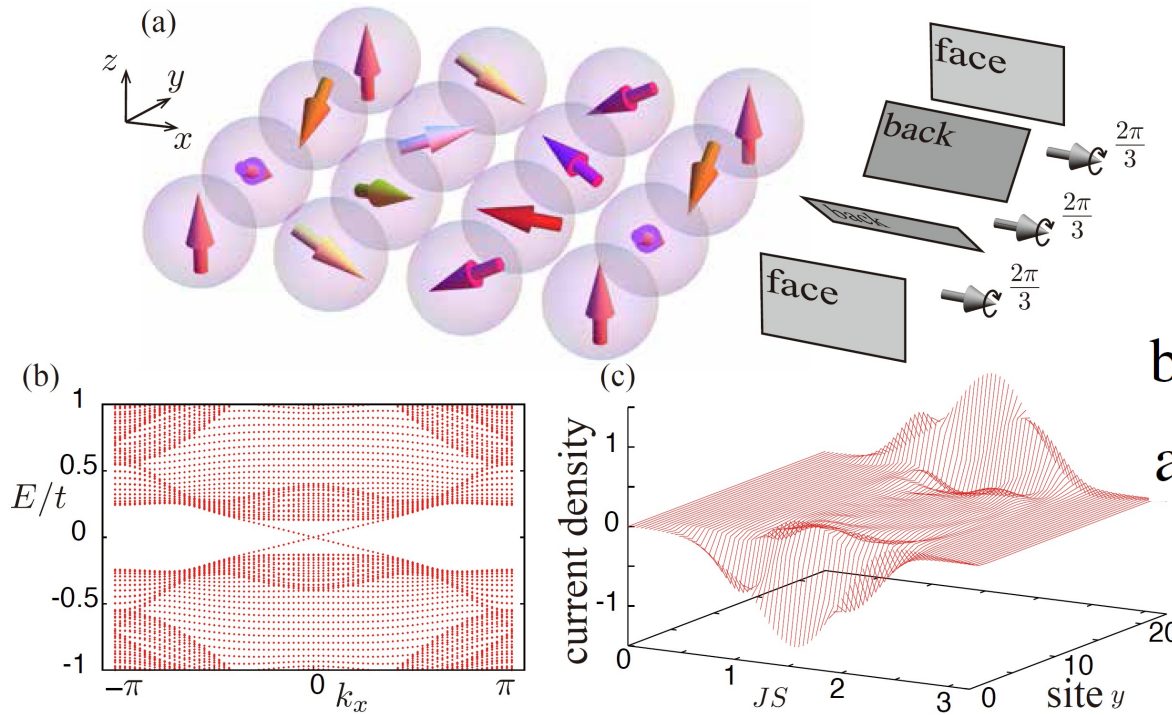 (a)
z
y
x
face
back
2π/3
back
2π/3
face
2π/3
(b)
1
0.5
E/t
0
-0.5
-1
−π
0
k_x
π
(c)
b
a
current density
1
0
-1
0
1
JS
2
3
0
10
20
site y